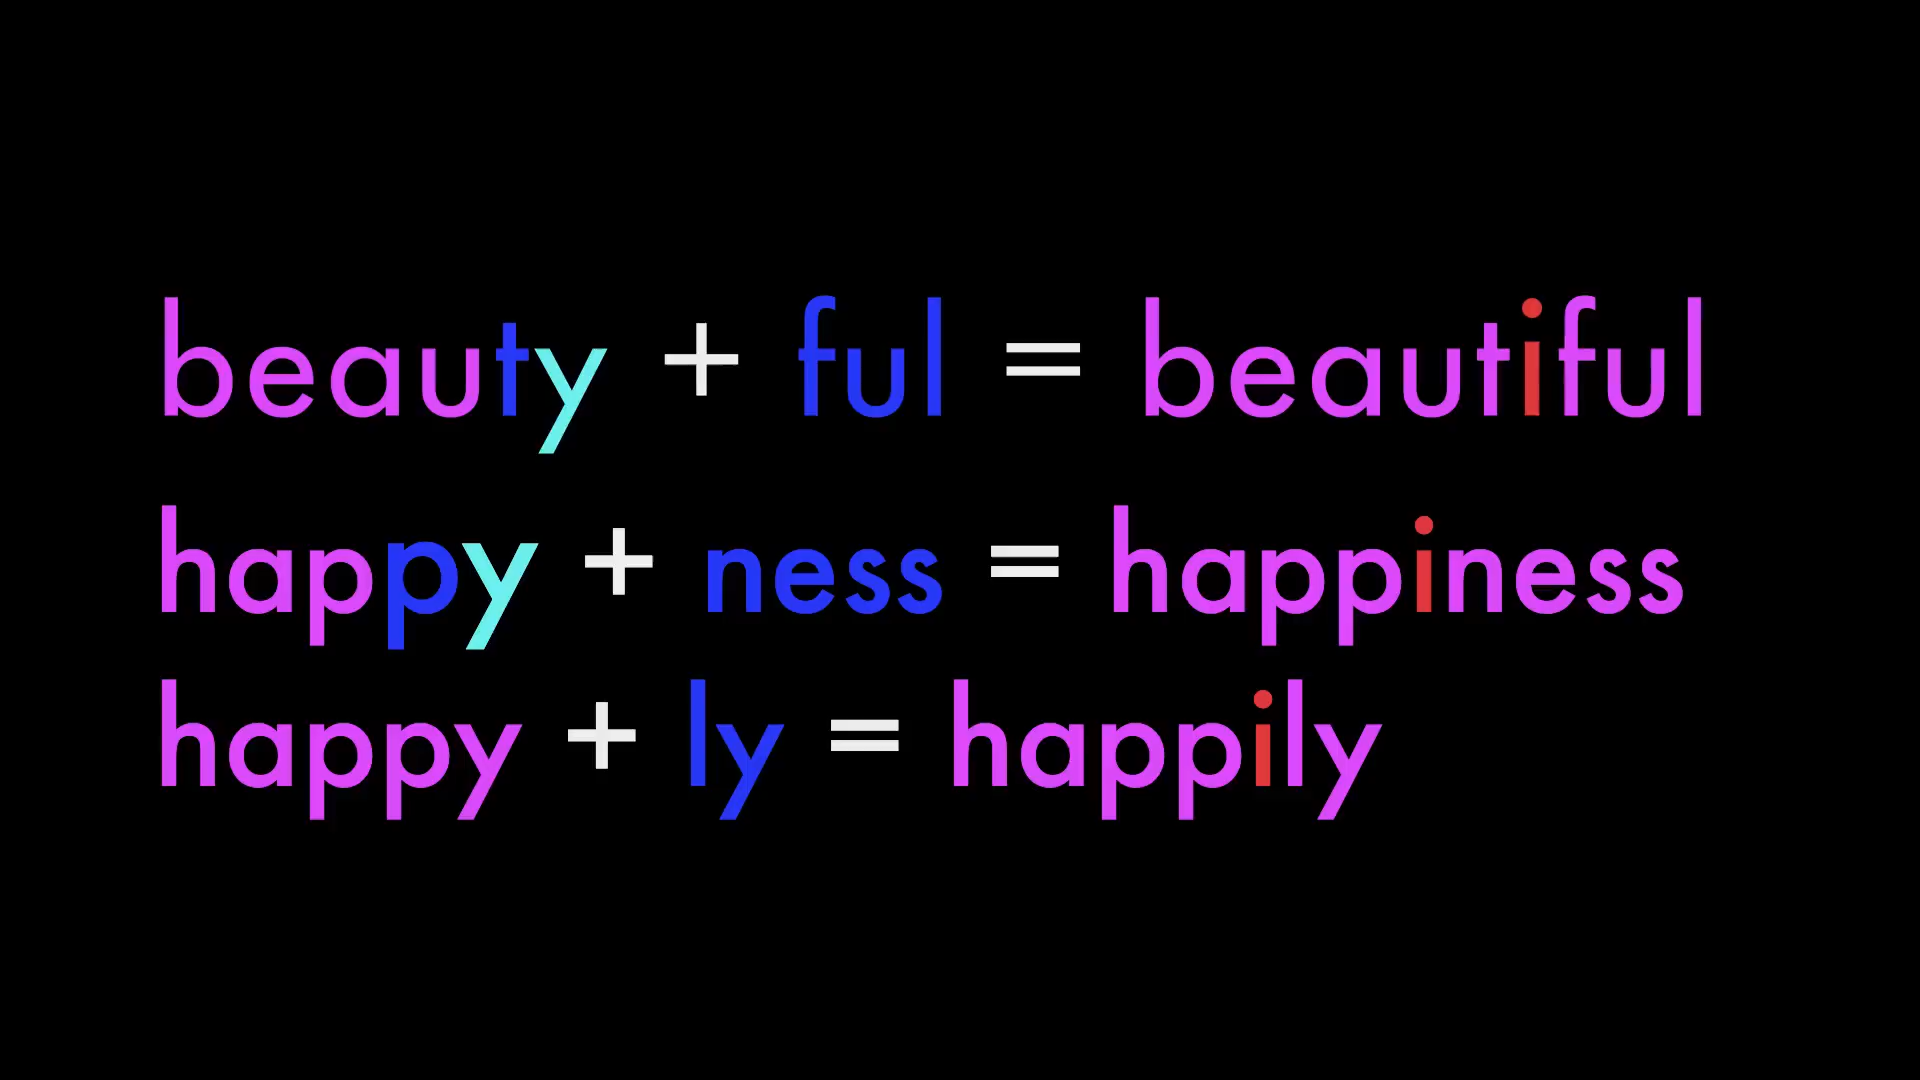 beauty + ful = beautiful
happy + ness = happiness
happy + ly = happily